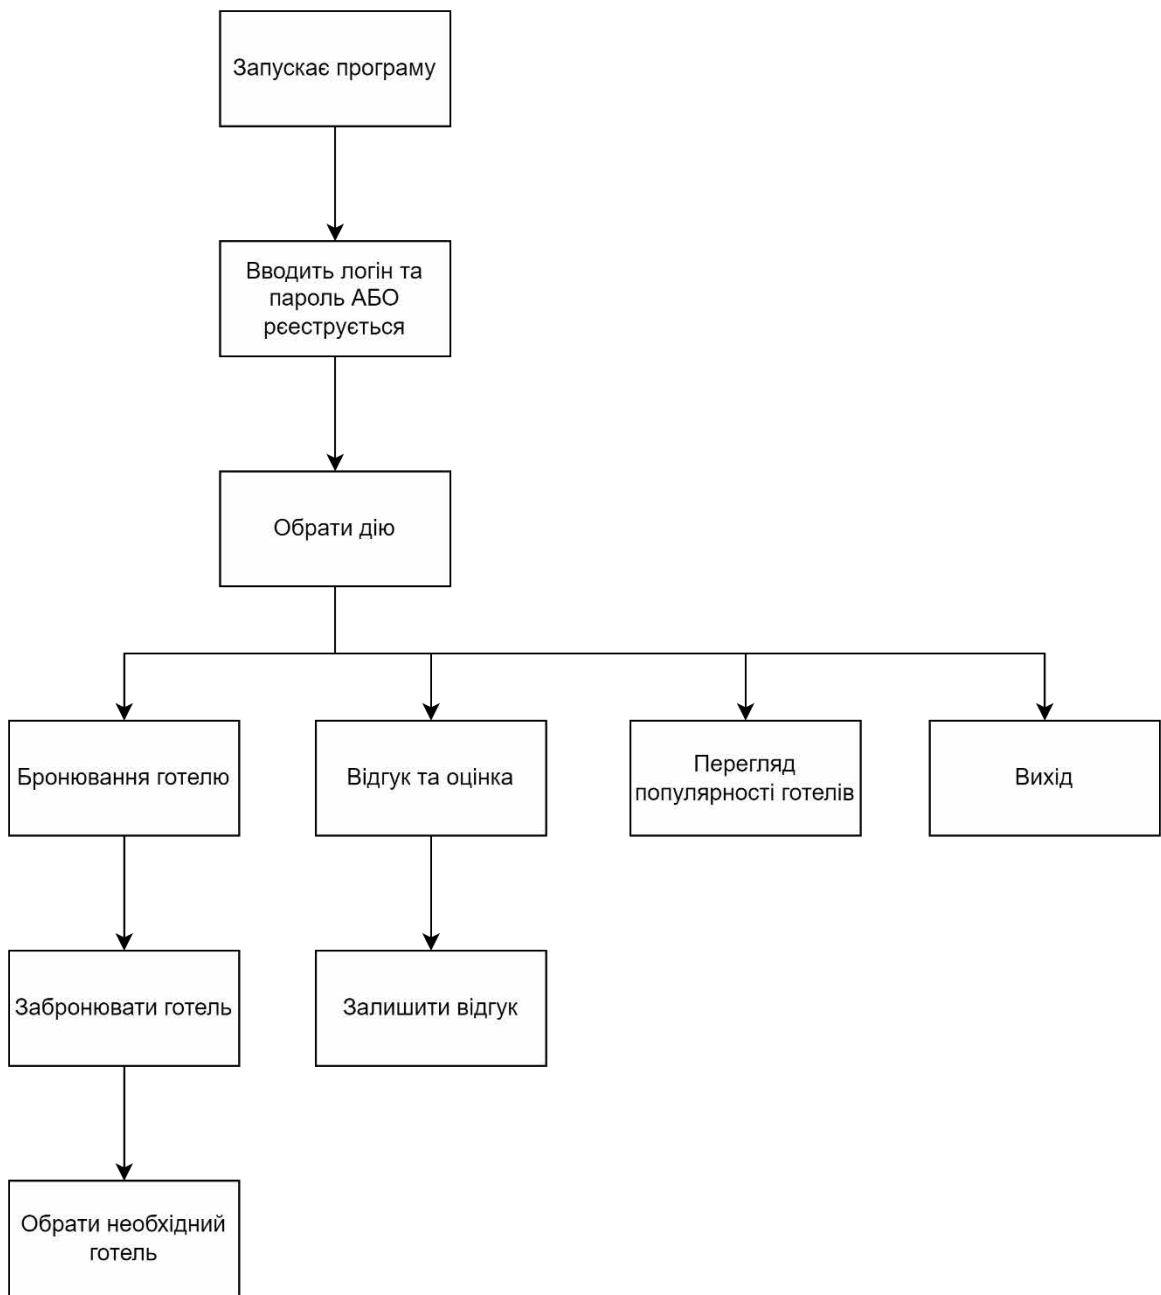 Запускає програму
Вводить логін та
пароль АБО
рєеструється
Обрати дію
Бронювання готелю
Відгук та оцінка
Перегляд
популярності готелів
Вихід
Забронювати готель
Залишити відгук
Обрати необхідний
готель